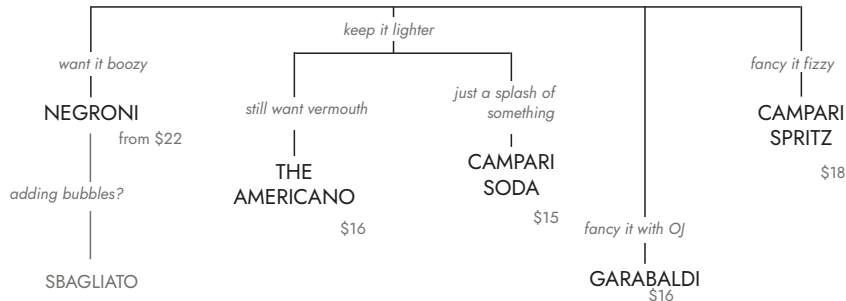 keep it lighter
want it boozy
fancy it fizzy
NEGRONI
from $22
still want vermouth
just a splash of
something
CAMPARI
SPRITZ
$18
THE
AMERICANO
$16
CAMPARI
SODA
$15
adding bubbles?
SBAGLIATO
fancy it with OJ
GARABALDI
$16